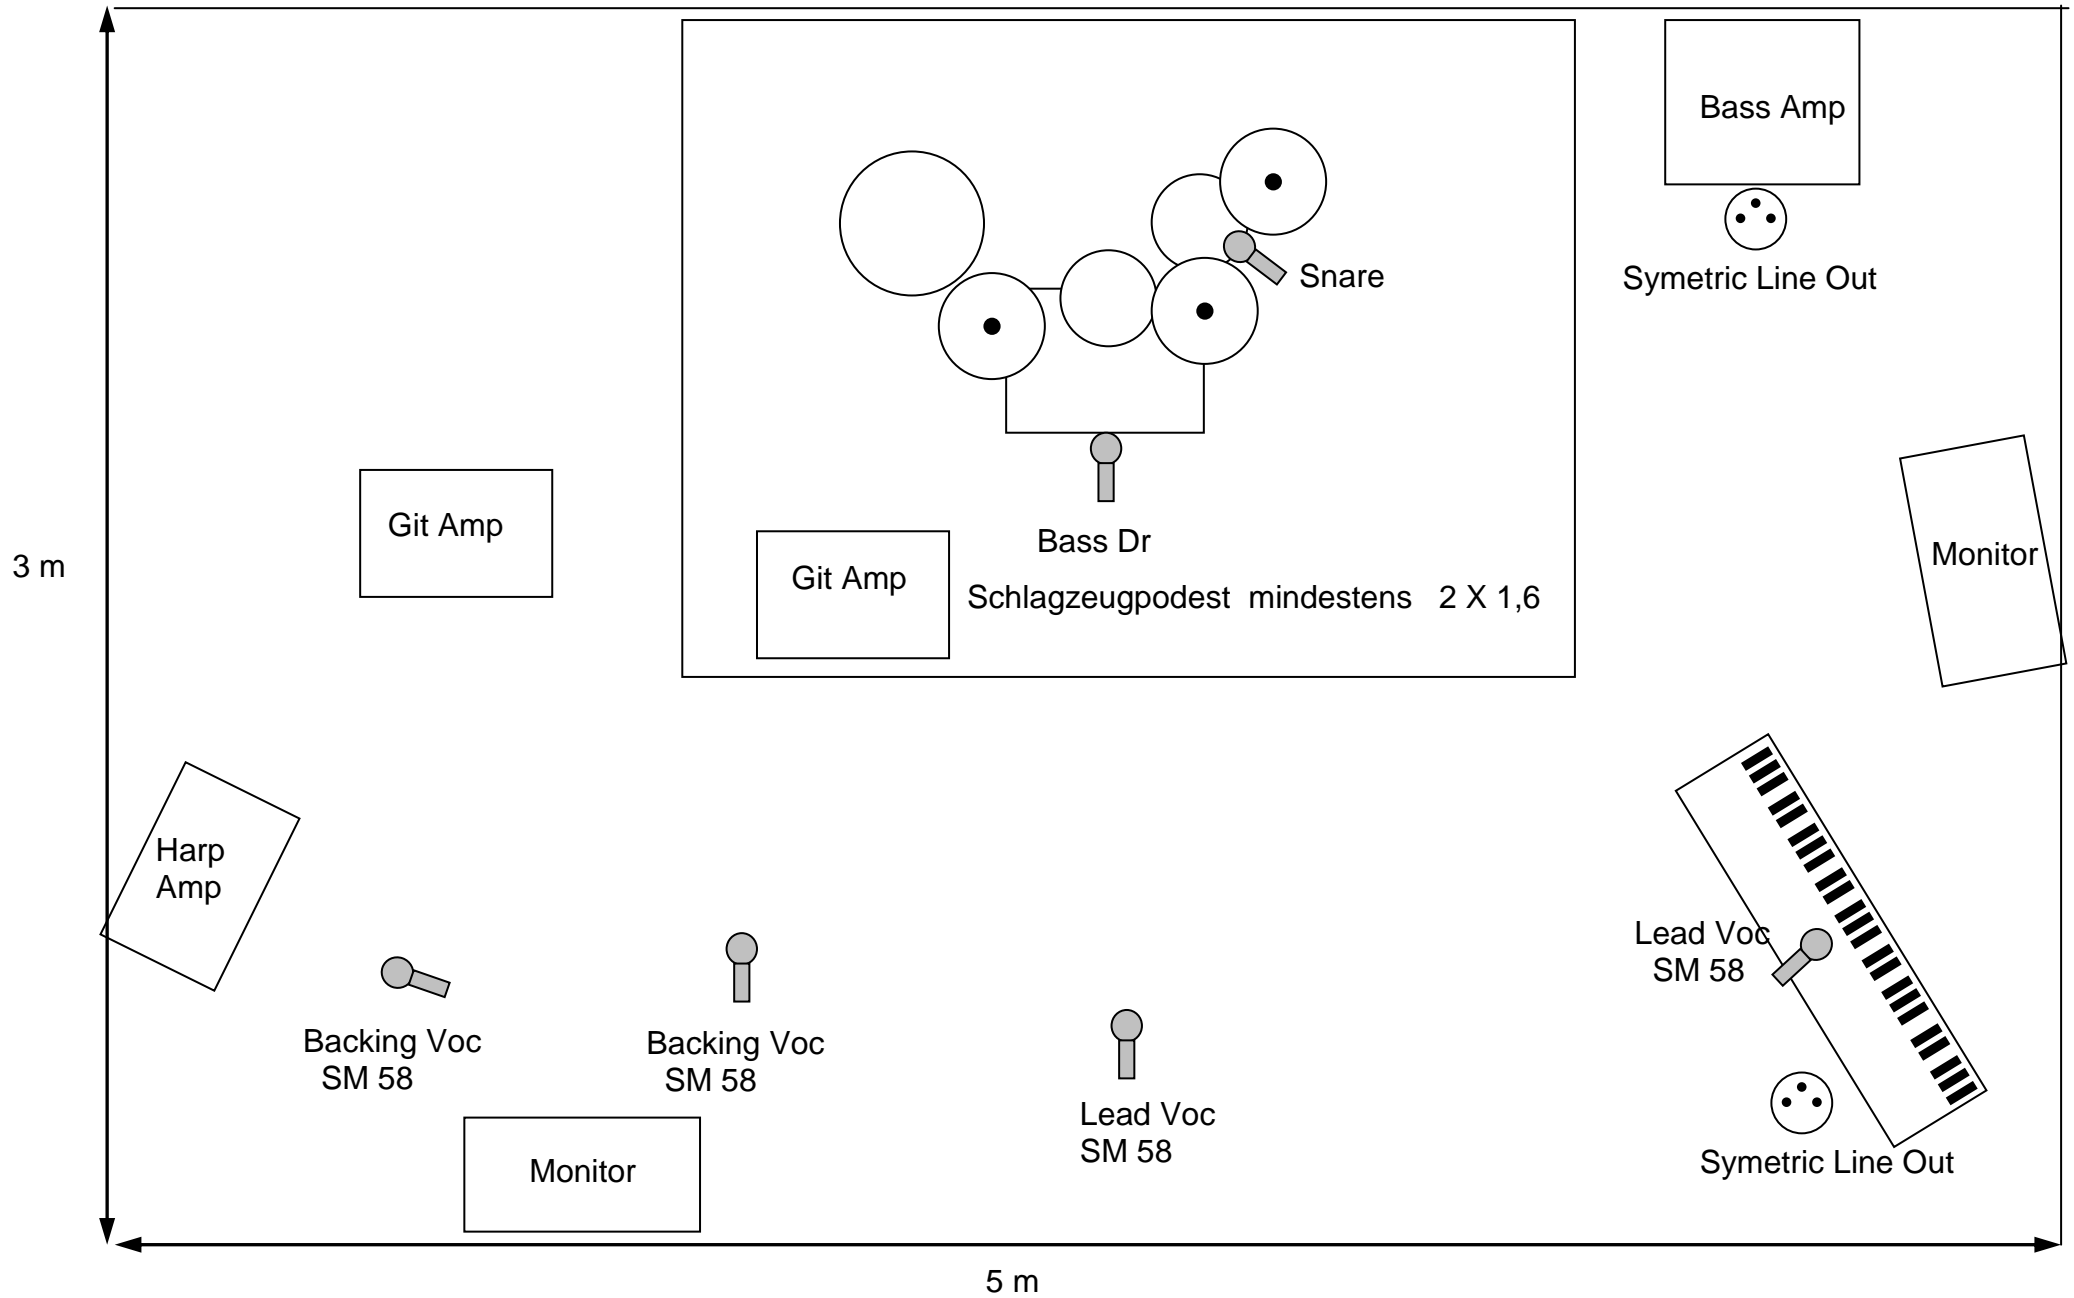 Bass Amp
Snare
Symetric Line Out
Git Amp
Bass Dr
Monitor
3 m
Git Amp
Schlagzeugpodest mindestens 2 X 1,6
Harp
Amp
Lead Voc
SM 58
Backing Voc
SM 58
Backing Voc
SM 58
Lead Voc
SM 58
Monitor
Symetric Line Out
5 m